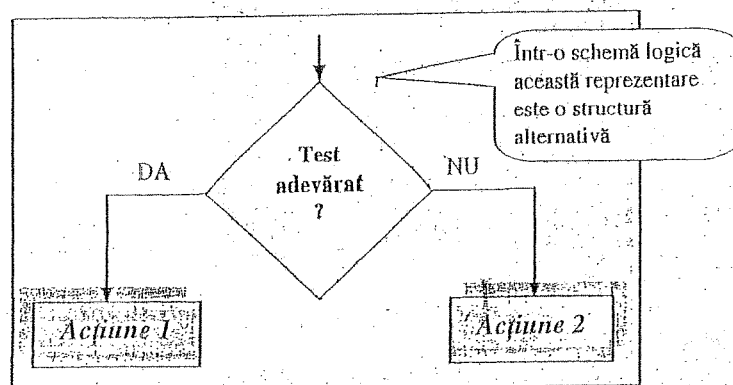 Într-o schemă logică
această reprezentare
este o structură
alternativă
Test
adevărat
?
DA
NU
Acțiune 1
Acțiune 2